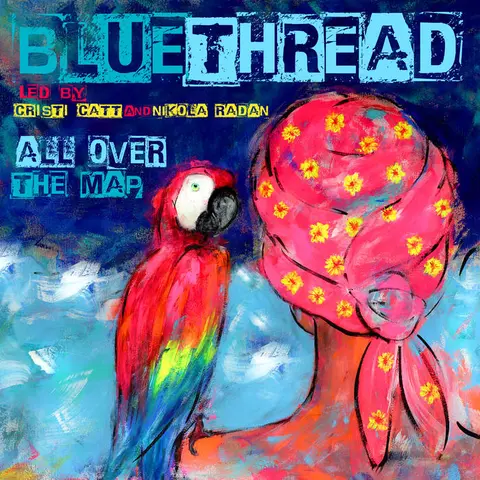 BLUETHREAD
LED BY
CRISTI CATT AND NIKOLA RADAN
ALL OVER
THE MAP